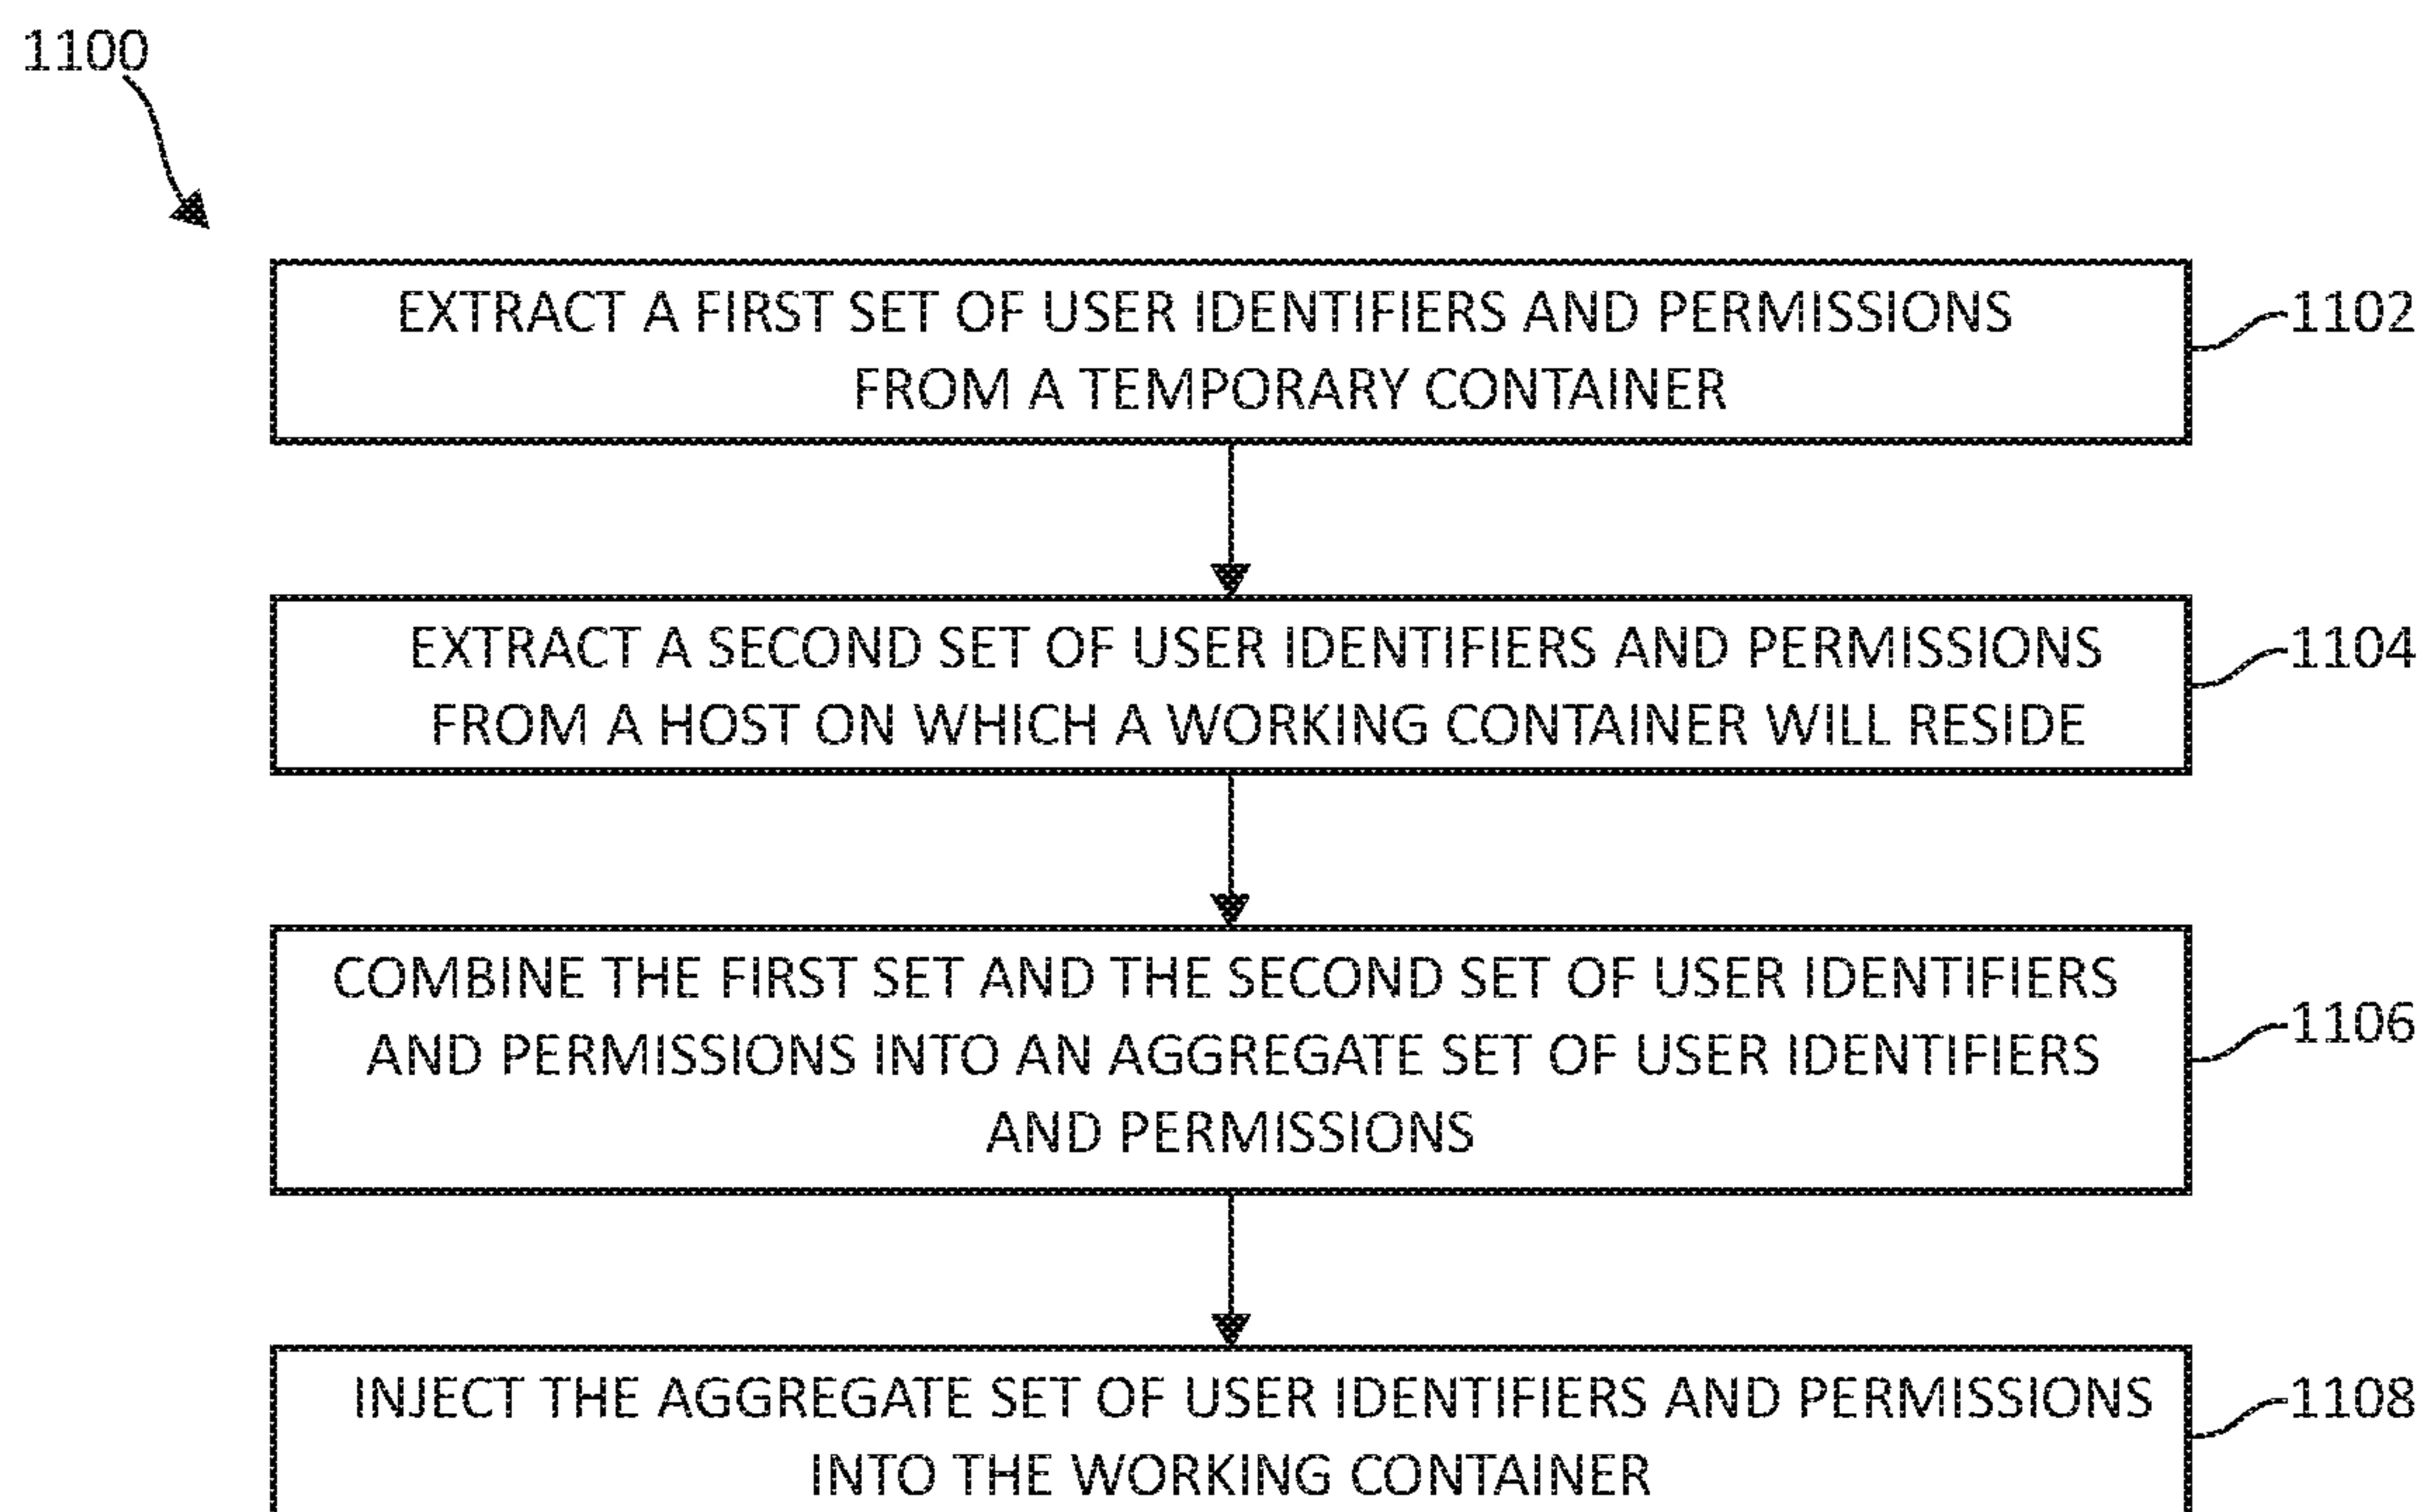 1100
EXTRACT A FIRST SET OF USER IDENTIFIERS AND PERMISSIONS
FROM A TEMPORARY CONTAINER
1102
EXTRACT A SECOND SET OF USER IDENTIFIERS AND PERMISSIONS
FROM A HOST ON WHICH A WORKING CONTAINER WILL RESIDE
1104
COMBINE THE FIRST SET AND THE SECOND SET OF USER IDENTIFIERS
AND PERMISSIONS INTO AN AGGREGATE SET OF USER IDENTIFIERS
AND PERMISSIONS
1106
INJECT THE AGGREGATE SET OF USER IDENTIFIERS AND PERMISSIONS
INTO THE WORKING CONTAINER
1108